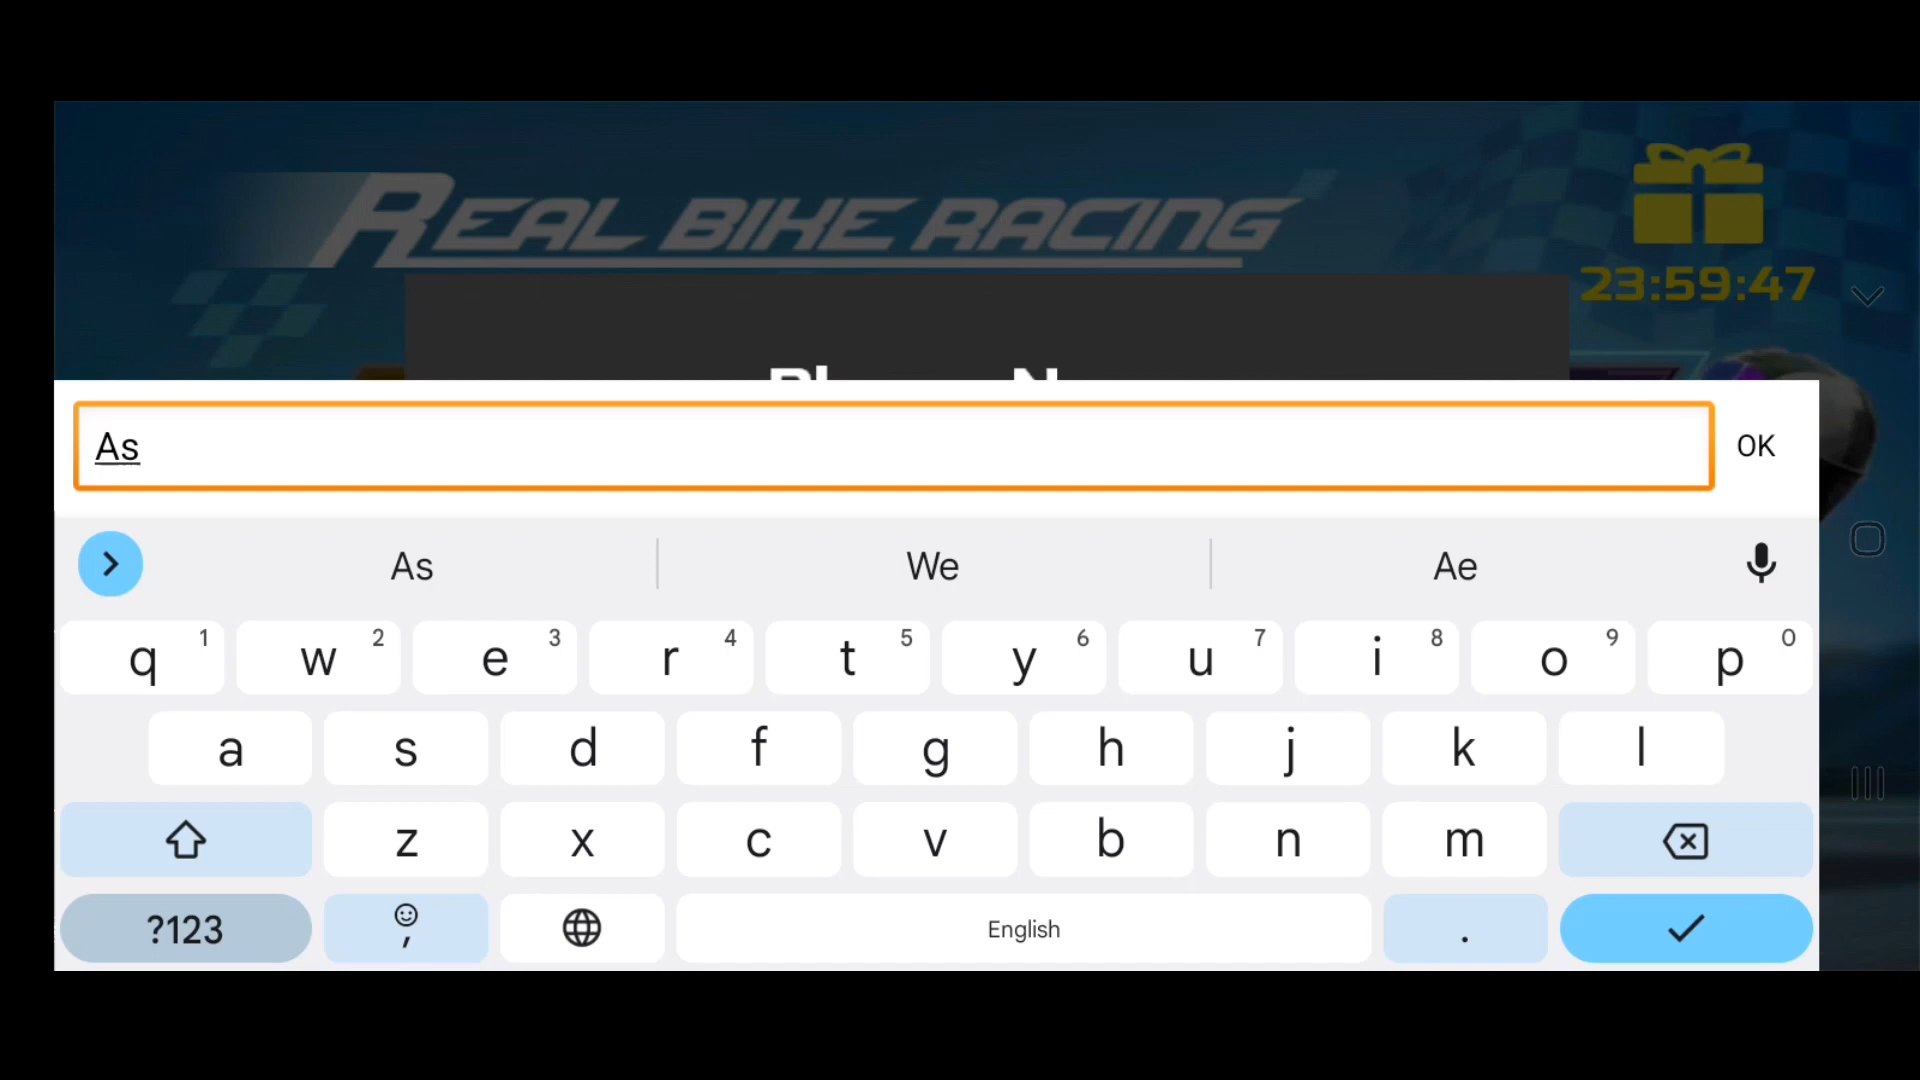 REAL BIKE RACING
23:59:47
As
OK
As We Ae
q 1 w 2 e 3 r 4 t 5 y 6 u 7 i 8 o 9 p 0
a s d f g h j k l
z x c v b n m
?123 , English .